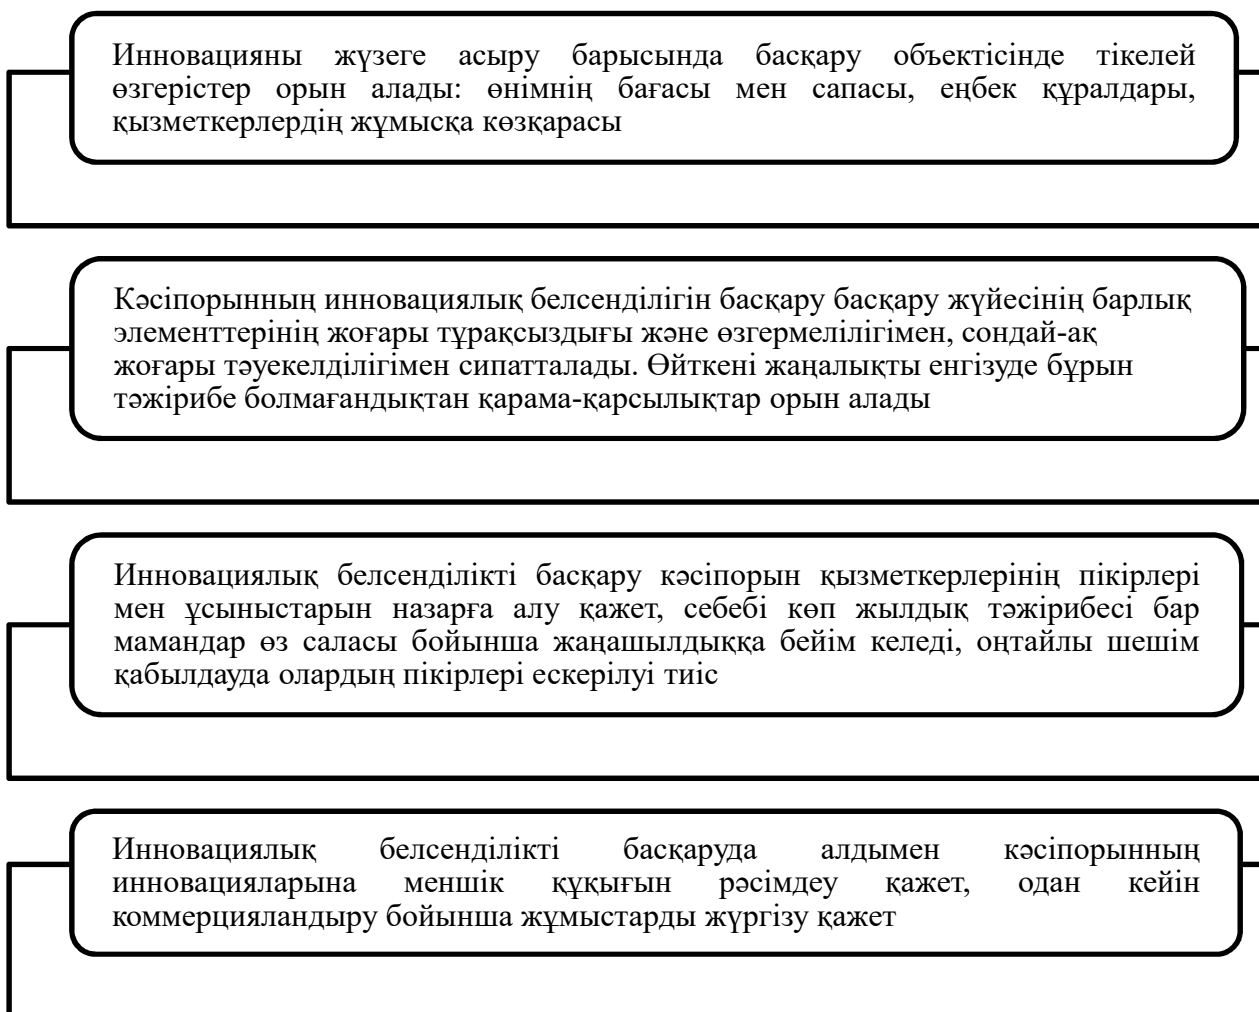 Инновацияны жүзеге асыру барысында басқару объектісінде тікелей
өзгерістер орын алады: өнімнің бағасы мен сапасы, еңбек құралдары,
қызметкерлердің жұмысқа көзқарасы
Кәсіпорынның инновациялық белсенділігін басқару басқару жүйесінің барлық
элементтерінің жоғары тұрақсыздығы және өзгермелілігімен, сондай-ақ
жоғары тәуекелділігімен сипатталады. Өйткені жаңалықты енгізуде бұрын
тәжірибе болмағандықтан қарама-қарсылықтар орын алады
Инновациялық белсенділікті басқару кәсіпорын қызметкерлерінің пікірлері
мен ұсыныстарын назарға алу қажет, себебі көп жылдық тәжірибесі бар
мамандар өз саласы бойынша жаңашылдыққа бейім келеді, оңтайлы шешім
қабылдауда олардың пікірлері ескерілуі тиіс
Инновациялық белсенділікті басқаруда алдымен кәсіпорынның
инновацияларына меншік құқығын рәсімдеу қажет, одан кейін
коммерцияландыру бойынша жұмыстарды жүргізу қажет